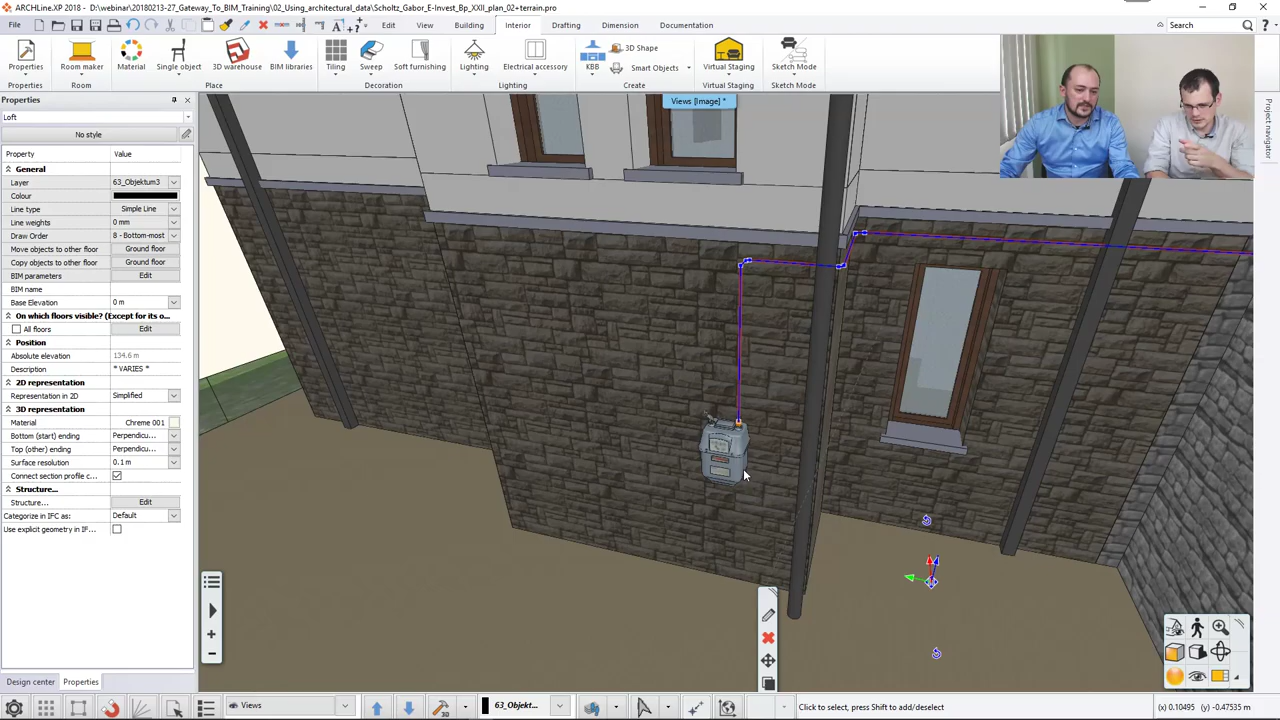 ARCHLine.XP 2018 - D:\webinar\20180213-27_Gateway_To_BIM_Training\02_Using_architectural_data\Scholtz_Gabor_E-Invest_Bp_XXII_plan_02+terrain.pro
File Edit View Building Interior Drafting Dimension Documentation Search
Properties Room maker Material Single object 3D warehouse BIM libraries Tiling Sweep Soft furnishing Lighting Electrical accessory KBB 3D Shape Smart Objects Virtual Staging Sketch Mode
Properties Room Place Decoration Lighting Create Virtual Staging Sketch Mode
Properties
Views [Image] *
Loft
No style
Property Value
General
Layer 63_Objektum3
Colour
Line type Simple Line
Line weights 0 mm
Draw Order 8 - Bottom-most
Move objects to other floor Ground floor
Copy objects to other floor Ground floor
BIM parameters Edit
BIM name
Base Elevation 0 m
On which floors visible? (Except for its o...
All floors Edit
Position
Absolute elevation 134.6 m
Description * VARIES *
2D representation
Representation in 2D Simplified
3D representation
Material Chreme 001
Bottom (start) ending Perpendicu...
Top (other) ending Perpendicu...
Surface resolution 0.1 m
Connect section profile c...
Structure...
Structure... Edit
Categorize in IFC as: Default
Use explicit geometry in IF...
Project navigator
Design center Properties
Views 63_Objekt... Click to select, press Shift to add/deselect (x) 0.10495 (y) -0.47535 m